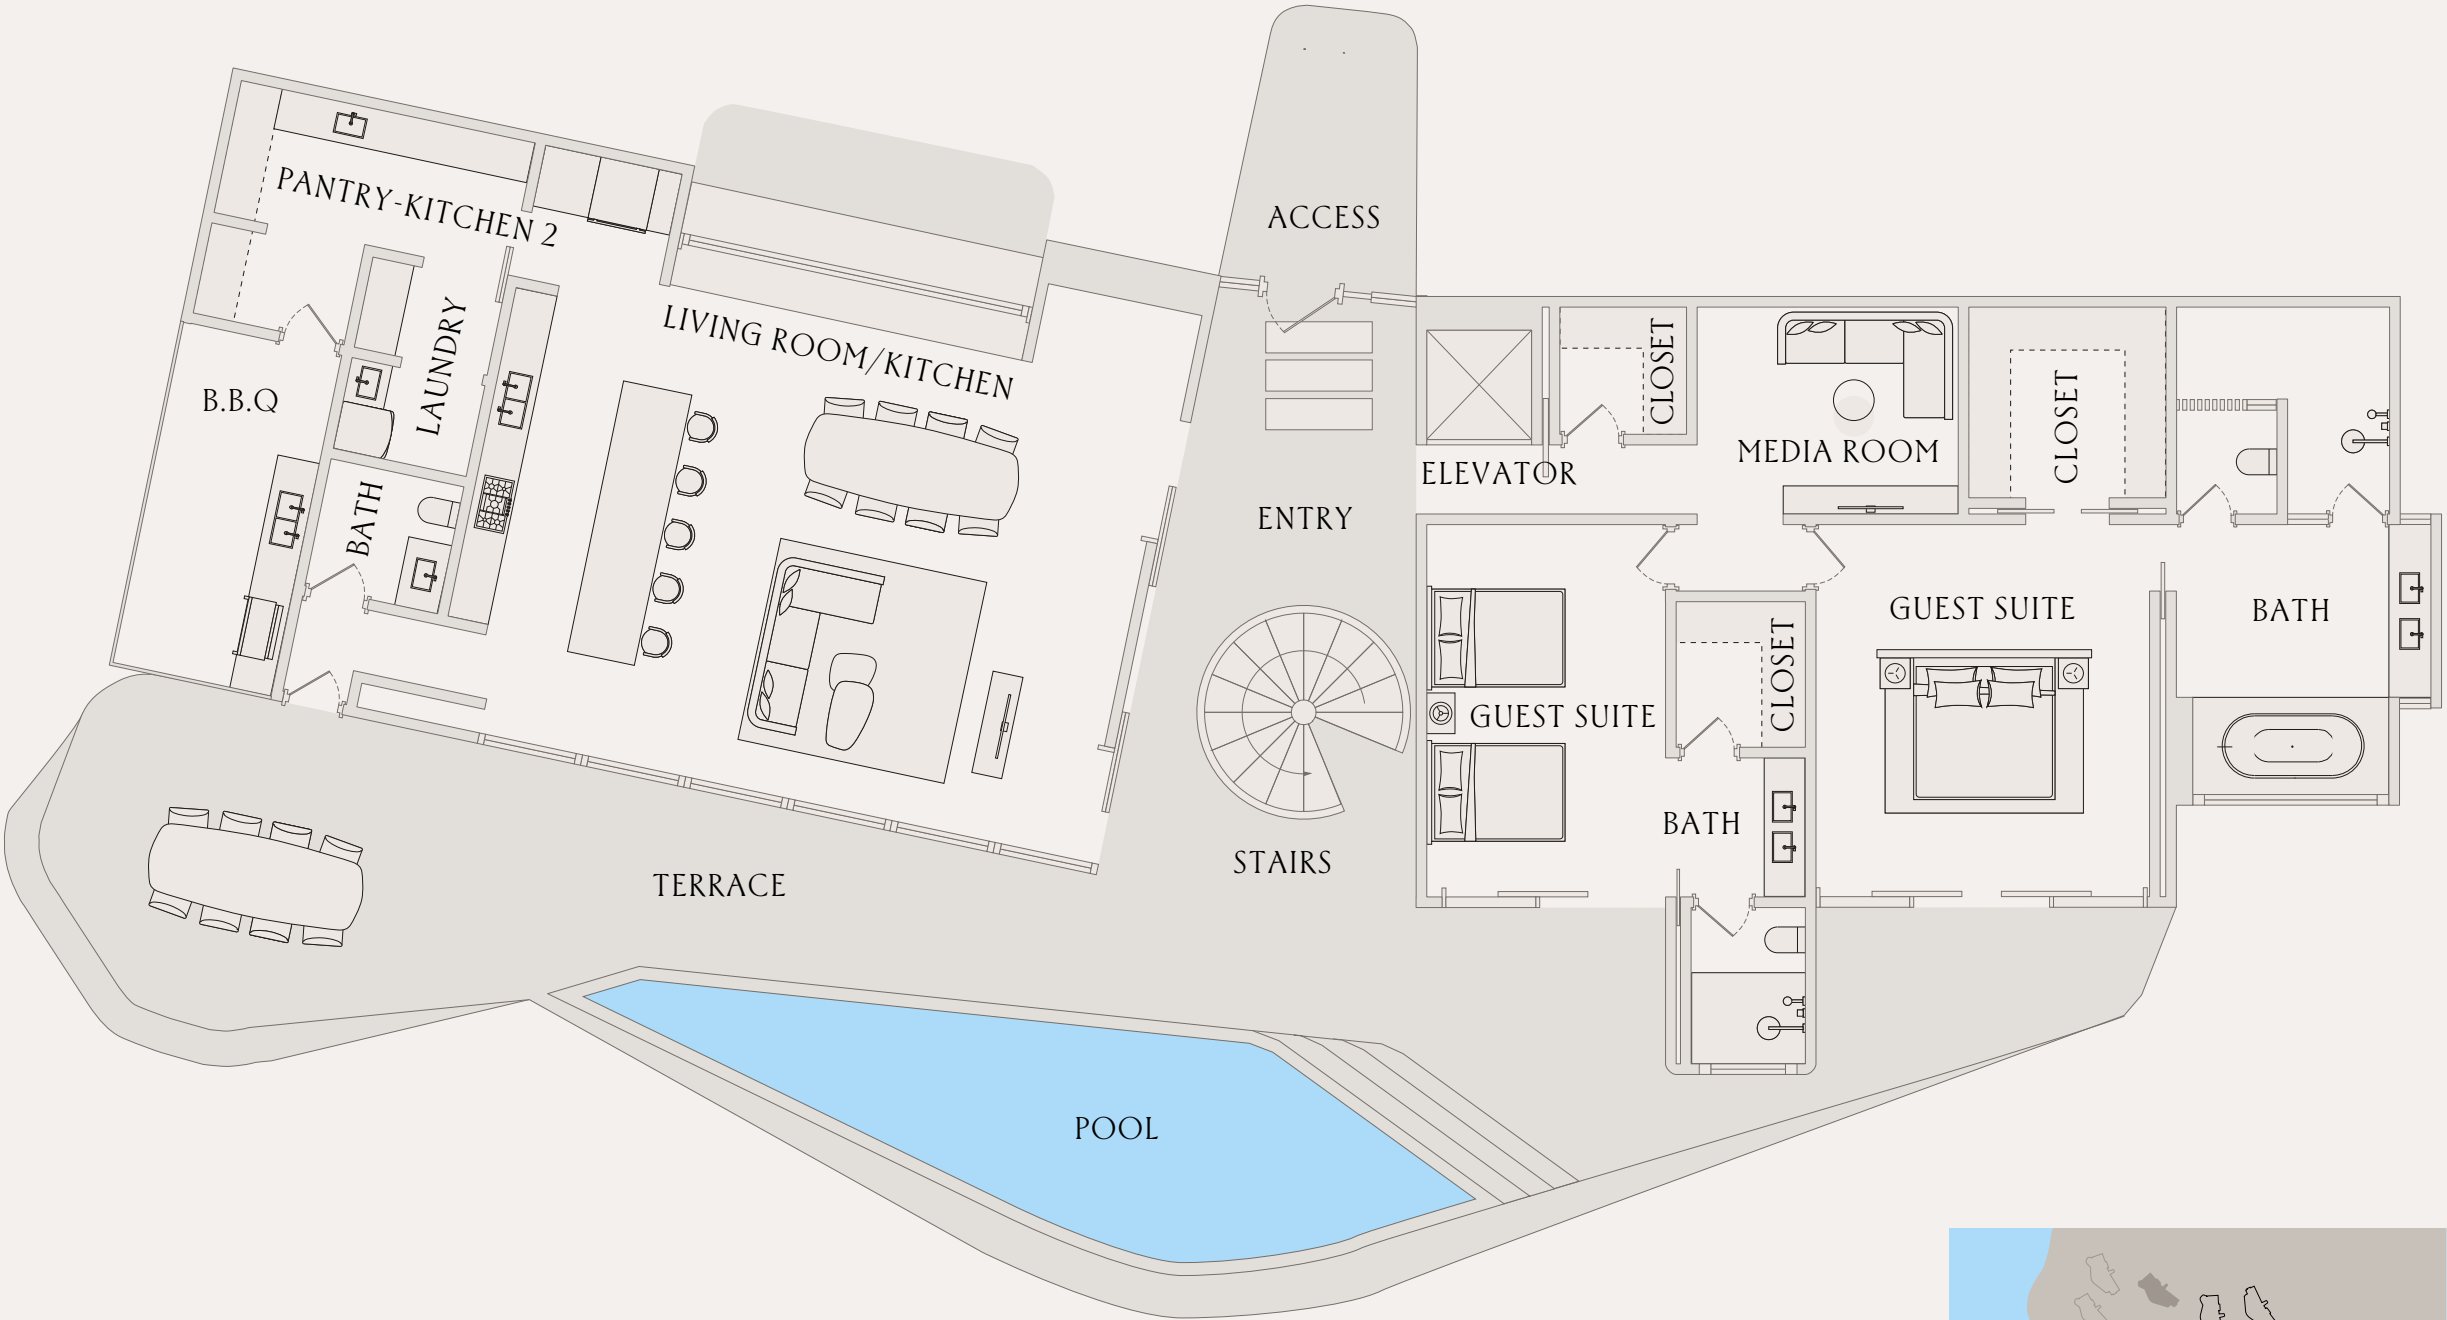 ACCESS
PANTRY-KITCHEN 2
LIVING ROOM/KITCHEN
LAUNDRY
B.B.Q
BATH
CLOSET
CLOSET
MEDIA ROOM
ELEVATOR
ENTRY
GUEST SUITE
BATH
CLOSET
GUEST SUITE
BATH
STAIRS
TERRACE
POOL